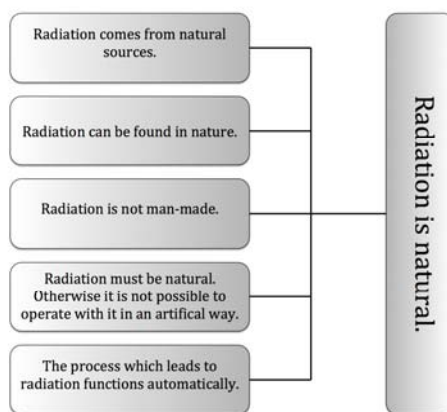 Radiation comes from natural
sources.
Radiation can be found in nature.
Radiation is not man-made.
Radiation must be natural.
Otherwise it is not possible to
operate with it in an artifical way.
The process which leads to
radiation functions automatically.
Radiation is natural.